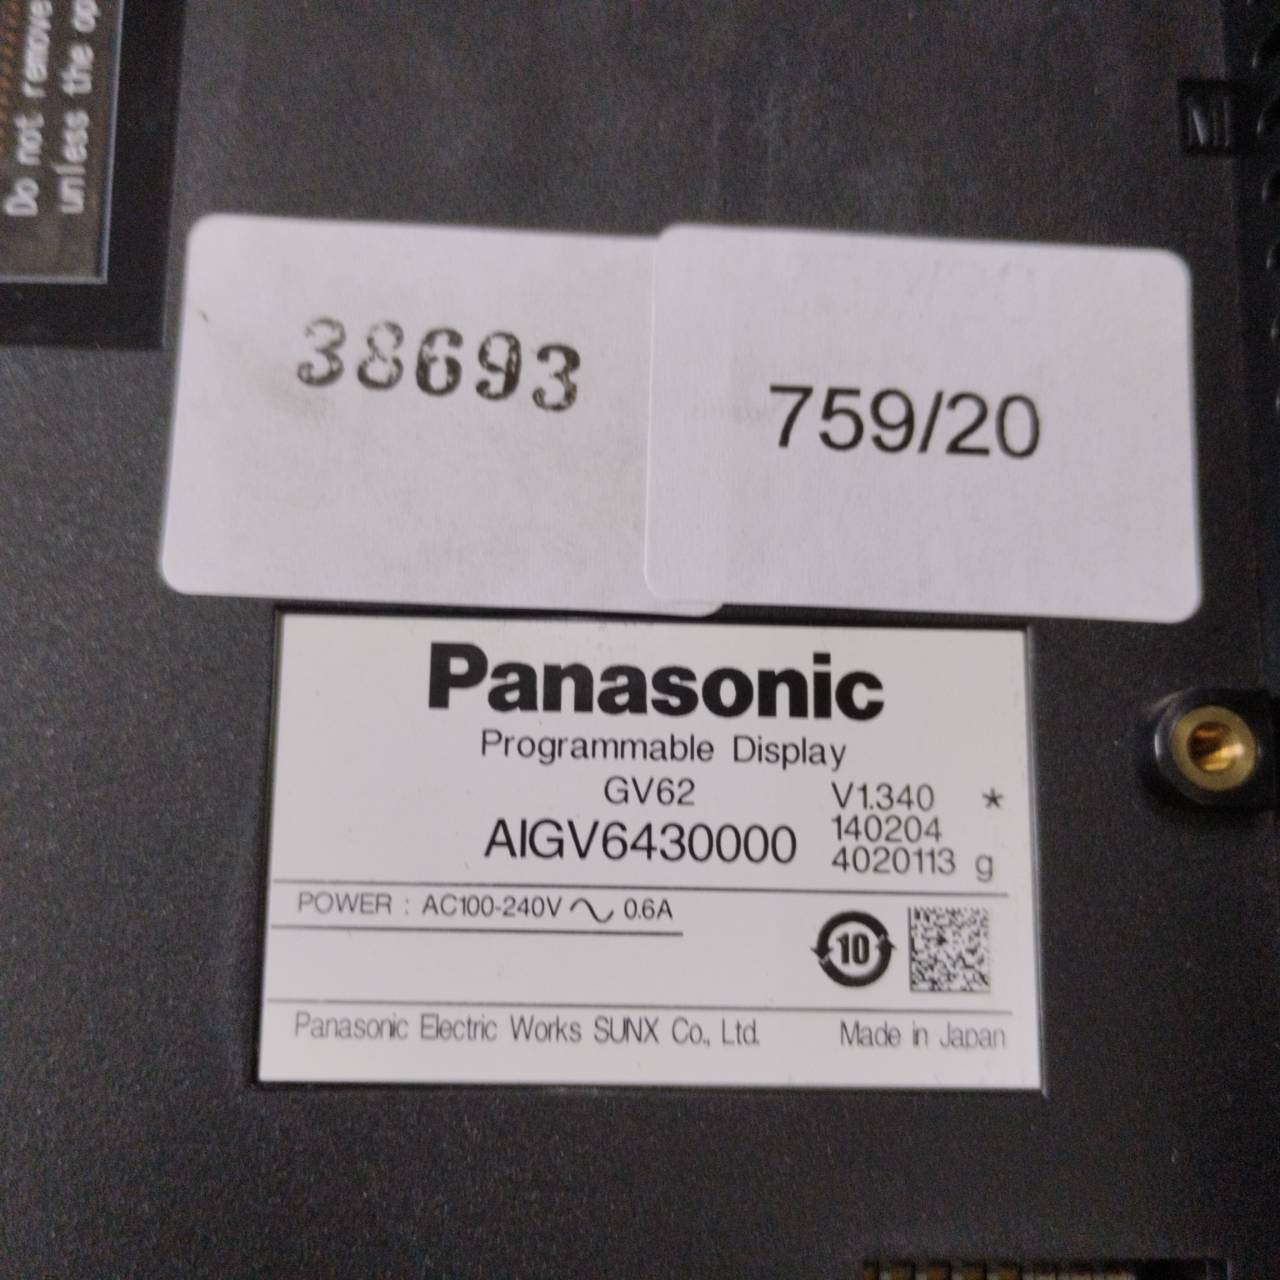 Do not remove
unless the op
38693
759/20
Panasonic
Programmable Display
GV62 V1.340 *
AIGV6430000 140204
4020113 g
POWER : AC100-240V ～ 0.6A
10
Panasonic Electric Works SUNX Co., Ltd. Made in Japan